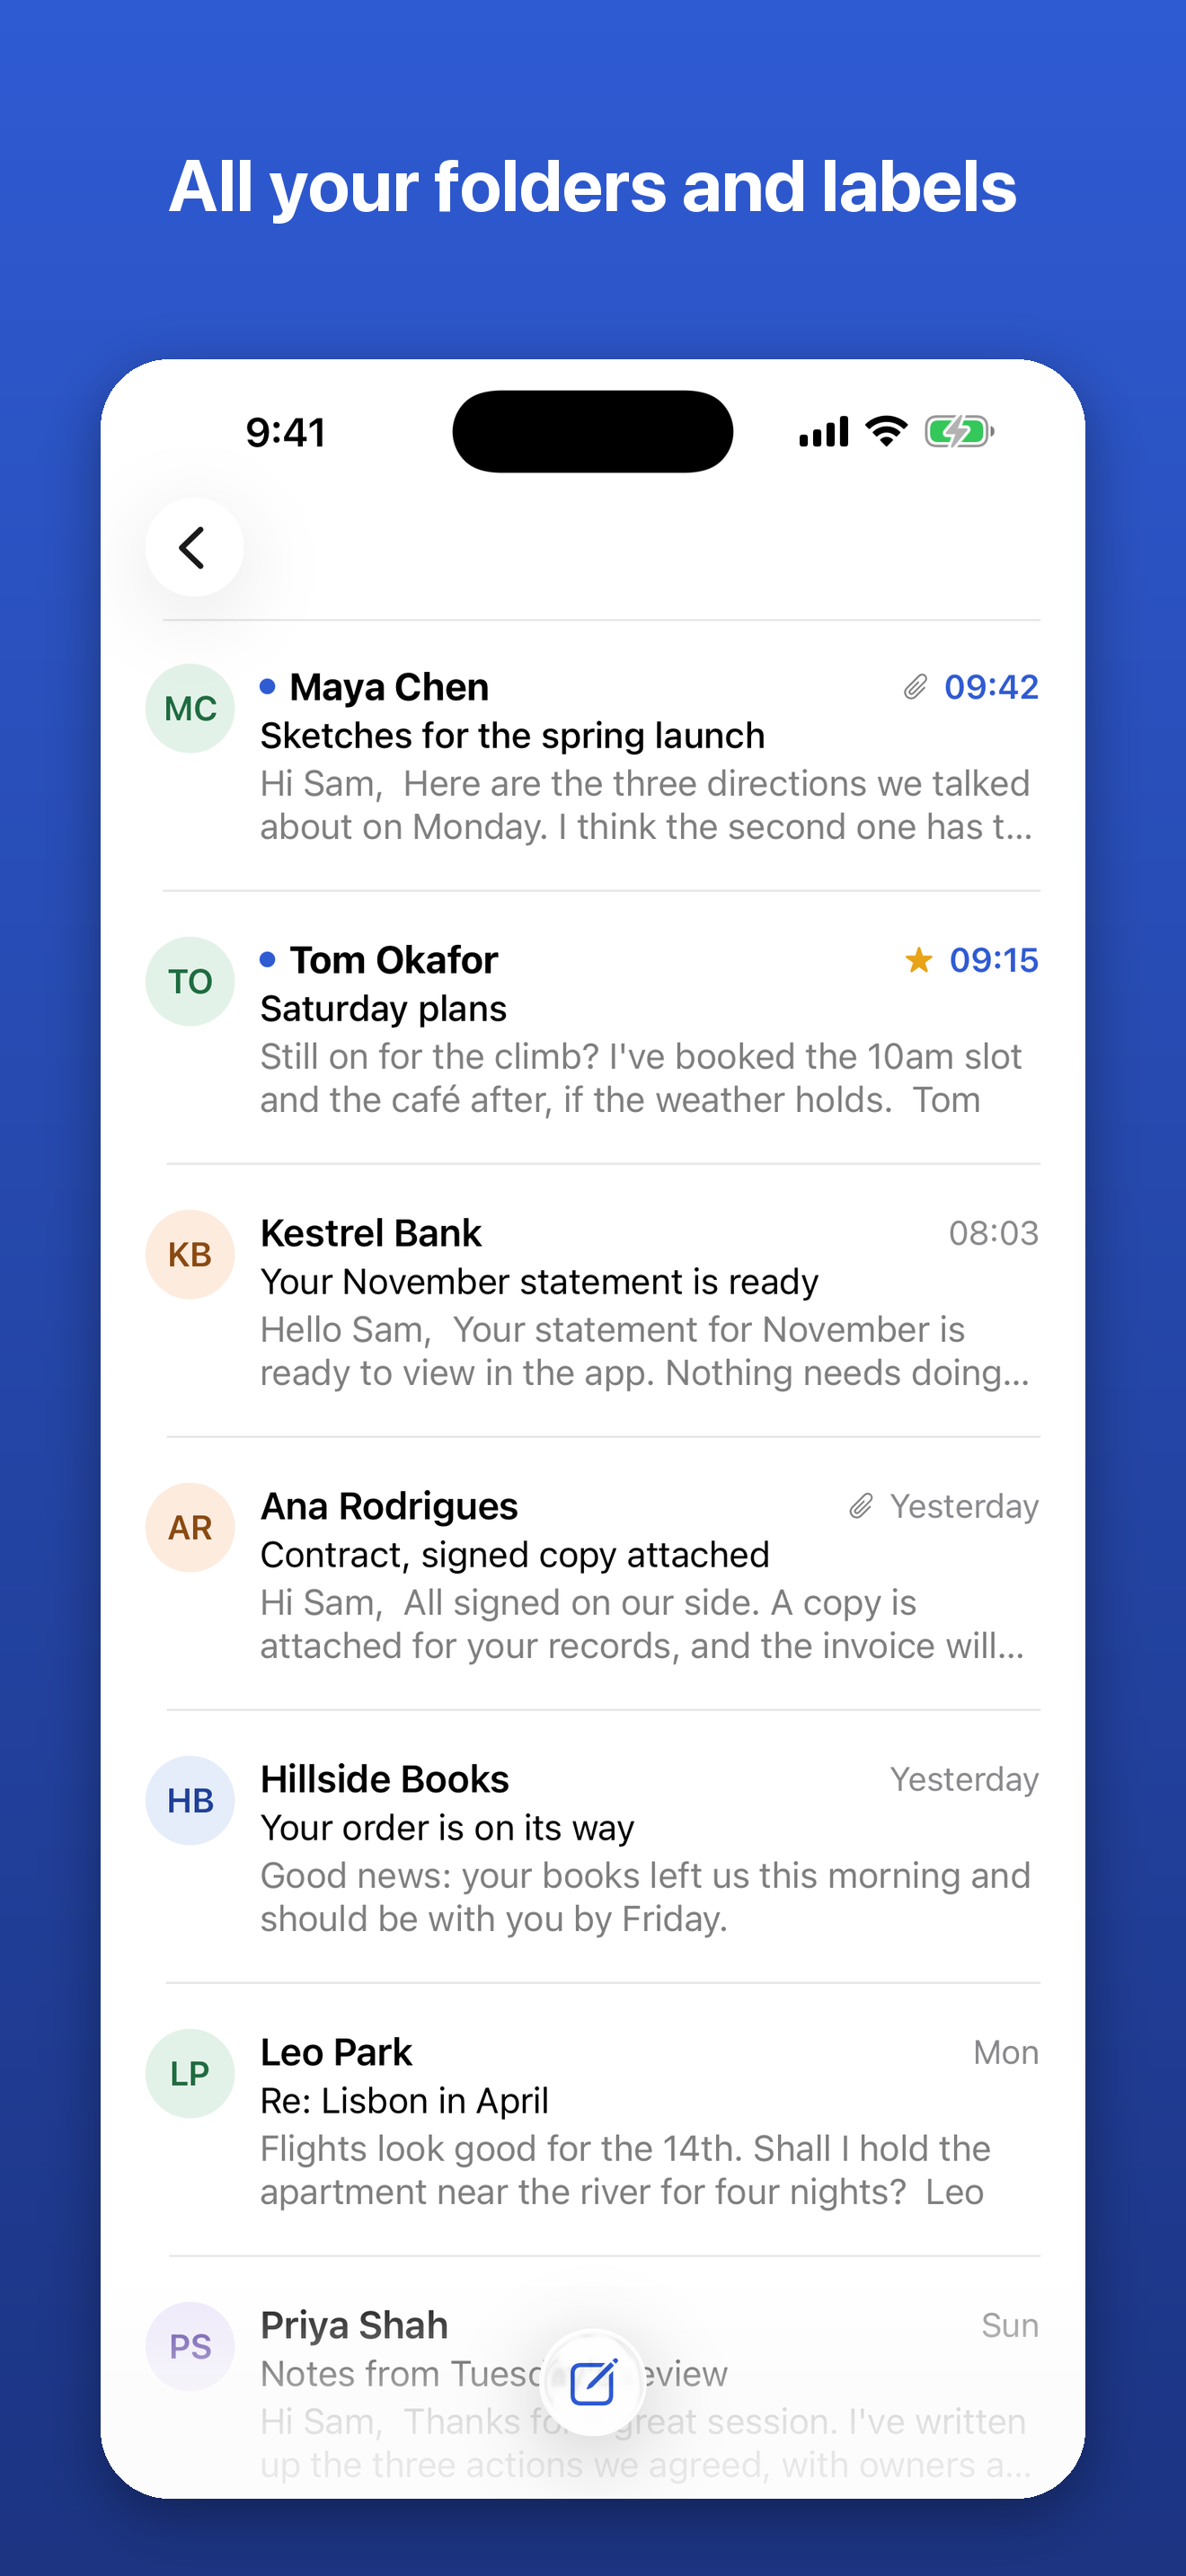 All your folders and labels
9:41
MC
Maya Chen
09:42
Sketches for the spring launch
Hi Sam,  Here are the three directions we talked
about on Monday. I think the second one has t...
TO
Tom Okafor
09:15
Saturday plans
Still on for the climb? I've booked the 10am slot
and the café after, if the weather holds.  Tom
KB
Kestrel Bank
08:03
Your November statement is ready
Hello Sam,  Your statement for November is
ready to view in the app. Nothing needs doing...
AR
Ana Rodrigues
Yesterday
Contract, signed copy attached
Hi Sam,  All signed on our side. A copy is
attached for your records, and the invoice will...
HB
Hillside Books
Yesterday
Your order is on its way
Good news: your books left us this morning and
should be with you by Friday.
LP
Leo Park
Mon
Re: Lisbon in April
Flights look good for the 14th. Shall I hold the
apartment near the river for four nights?  Leo
PS
Priya Shah
Sun
Notes from
Hi Sam,  Thanks great session. I've written
up the three actions we agreed, with owners a...